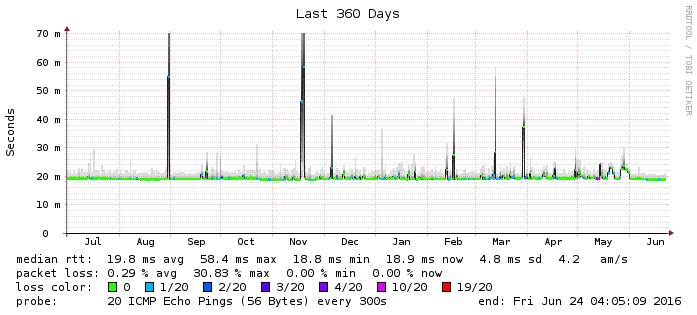 Last 360 Days
RRDTOOL / TOBI OETIKER
Seconds
70 m
60 m
50 m
40 m
30 m
20 m
10 m
0
Jul Aug Sep Oct Nov Dec Jan Feb Mar Apr May Jun
median rtt: 19.8 ms avg 58.4 ms max 18.8 ms min 18.9 ms now 4.8 ms sd 4.2 am/s
packet loss: 0.29 % avg 30.83 % max 0.00 % min 0.00 % now
loss color: 0 1/20 2/20 3/20 4/20 10/20 19/20
probe: 20 ICMP Echo Pings (56 Bytes) every 300s end: Fri Jun 24 04:05:09 2016